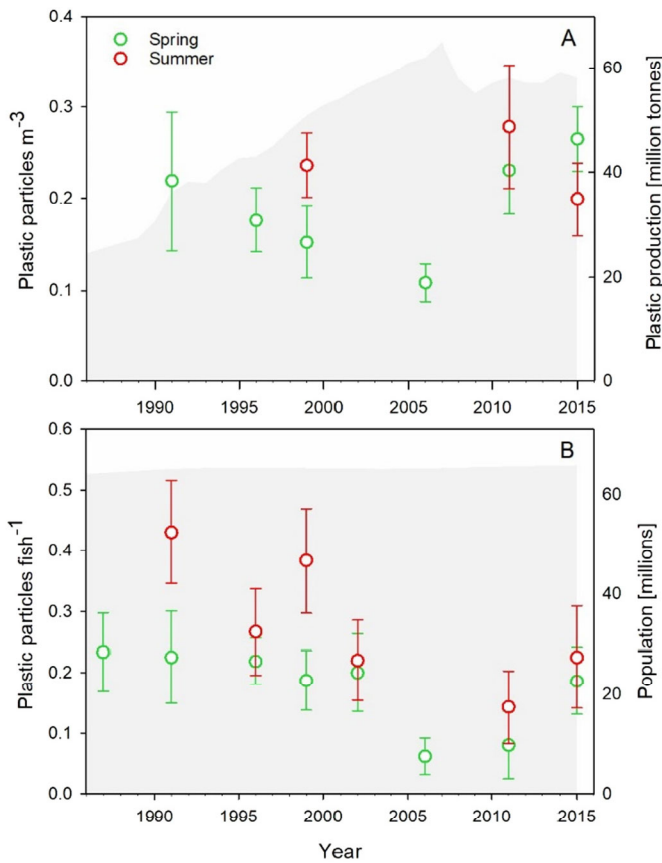 0.4
A
Spring
Summer
60
0.3
Plastic particles m⁻³
0.2
40
Plastic production [million tonnes]
0.1
20
0.0
0
1990 1995 2000 2005 2010 2015
0.6
B
0.5
60
0.4
Plastic particles fish⁻¹
40
Population [millions]
0.3
0.2
20
0.1
0.0
0
1990 1995 2000 2005 2010 2015
Year